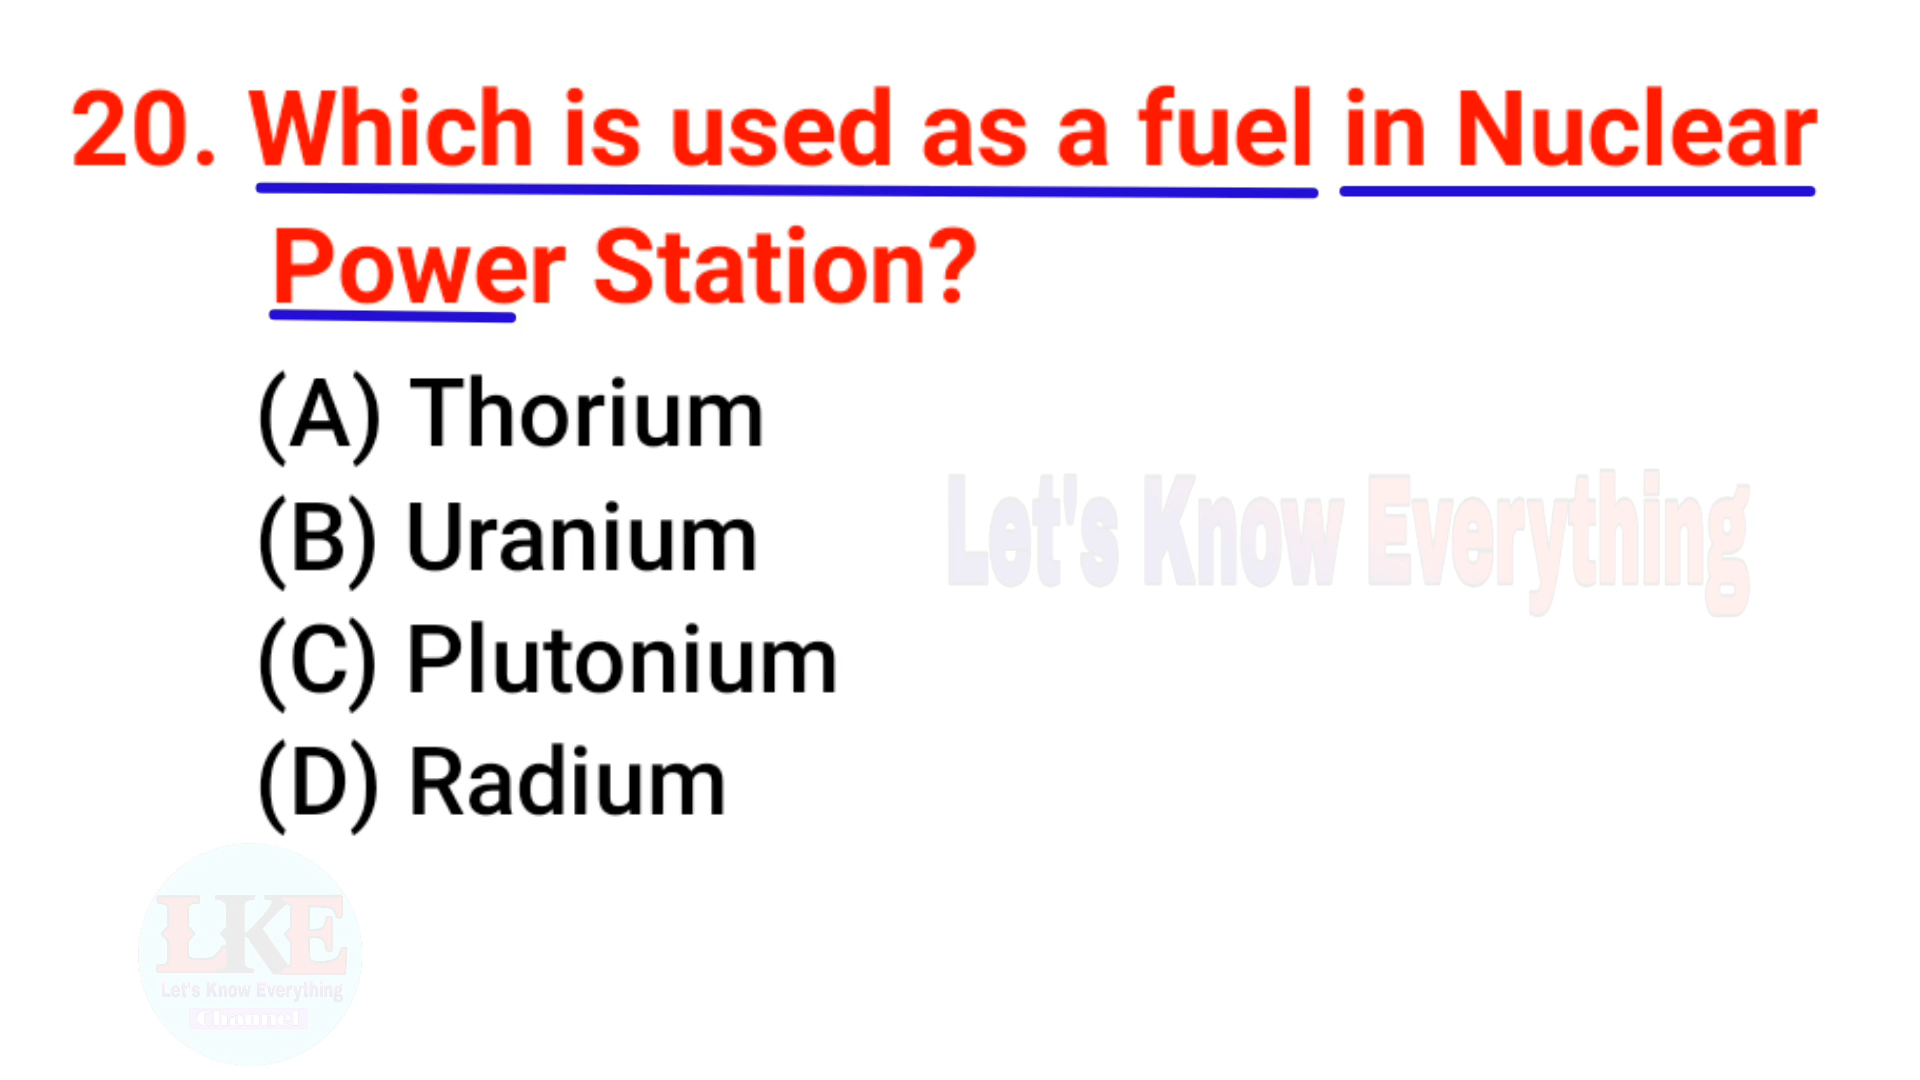 20. Which is used as a fuel in Nuclear
Power Station?
(A) Thorium
(B) Uranium
Let's Know Everything
(C) Plutonium
(D) Radium
LKE
Let's Know Everything
Channel